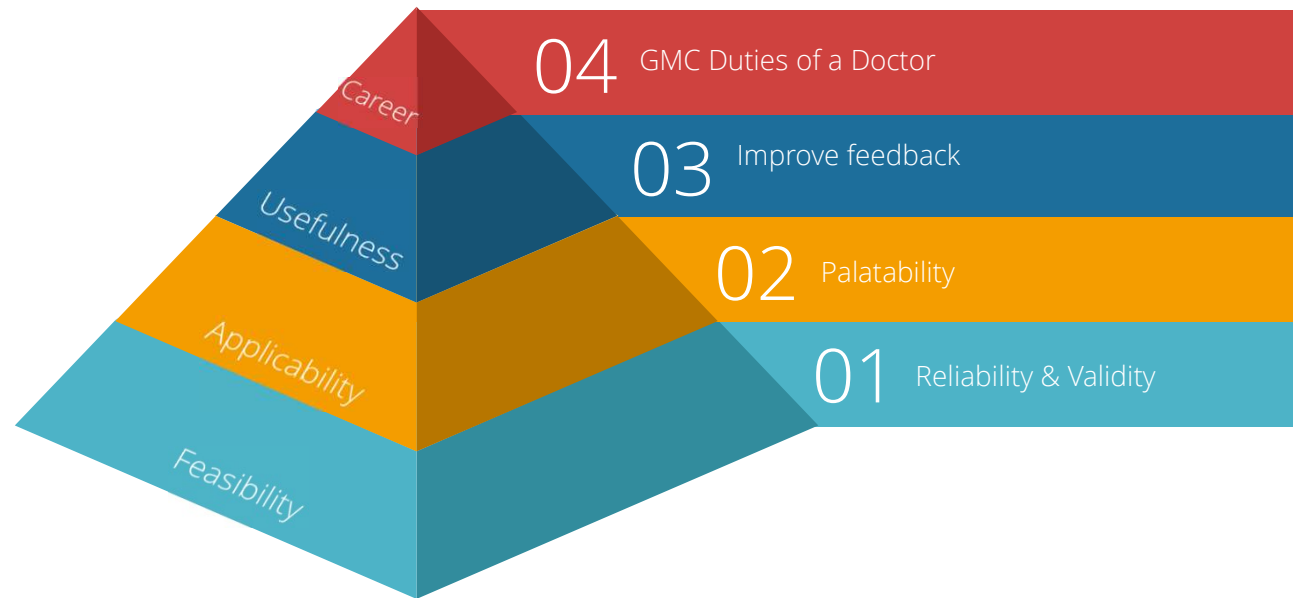 04 GMC Duties of a Doctor
Career
03 Improve feedback
Usefulness
02 Palatability
Applicability
01 Reliability & Validity
Feasibility